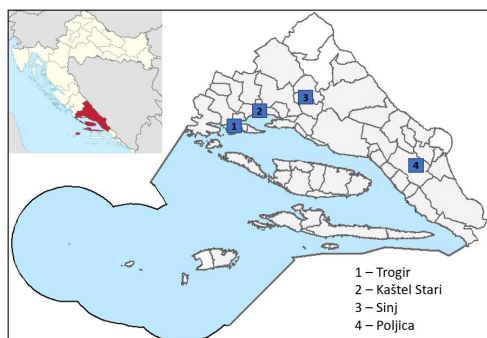 3
2
1
4
1 – Trogir
2 – Kaštel Stari
3 – Sinj
4 – Poljica